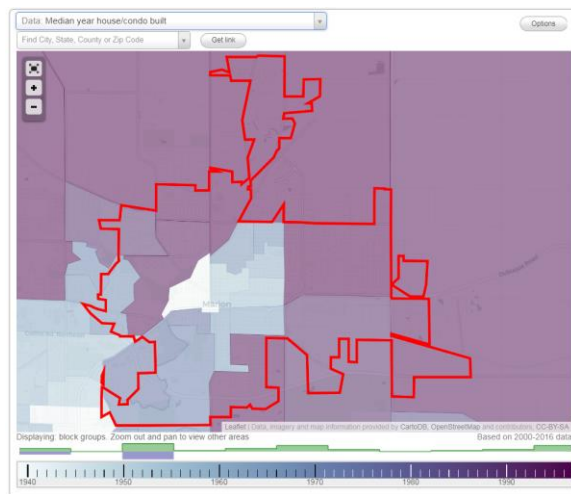 Data: Median year house/condo built
Options
Find City, State, County or Zip Code
Get link
+
−
Marion
Leaflet | Data, imagery and map information provided by CartoDB, OpenStreetMap and contributors, CC-BY-SA
Displaying: block groups. Zoom out and pan to view other areas
Based on 2000-2016 data
1940 1950 1960 1970 1980 1990